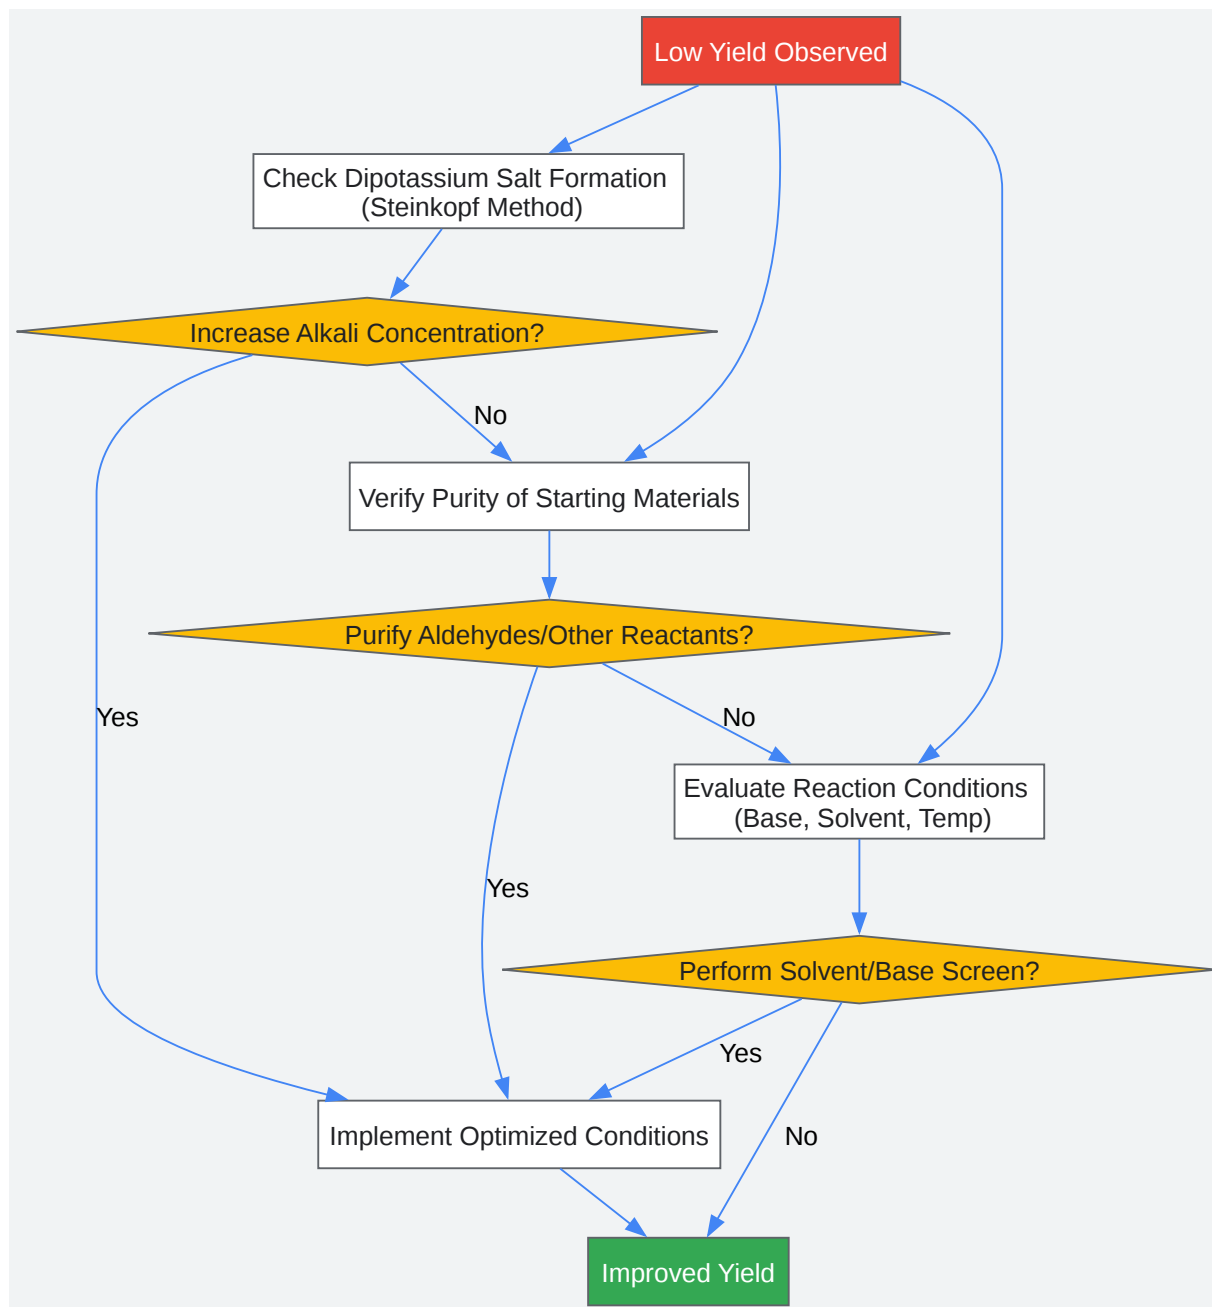 Low Yield Observed
Check Dipotassium Salt Formation
(Steinkopf Method)
Increase Alkali Concentration?
No
Verify Purity of Starting Materials
Purify Aldehydes/Other Reactants?
Yes
No
Evaluate Reaction Conditions
(Base, Solvent, Temp)
Yes
Perform Solvent/Base Screen?
Yes
Implement Optimized Conditions
No
Improved Yield